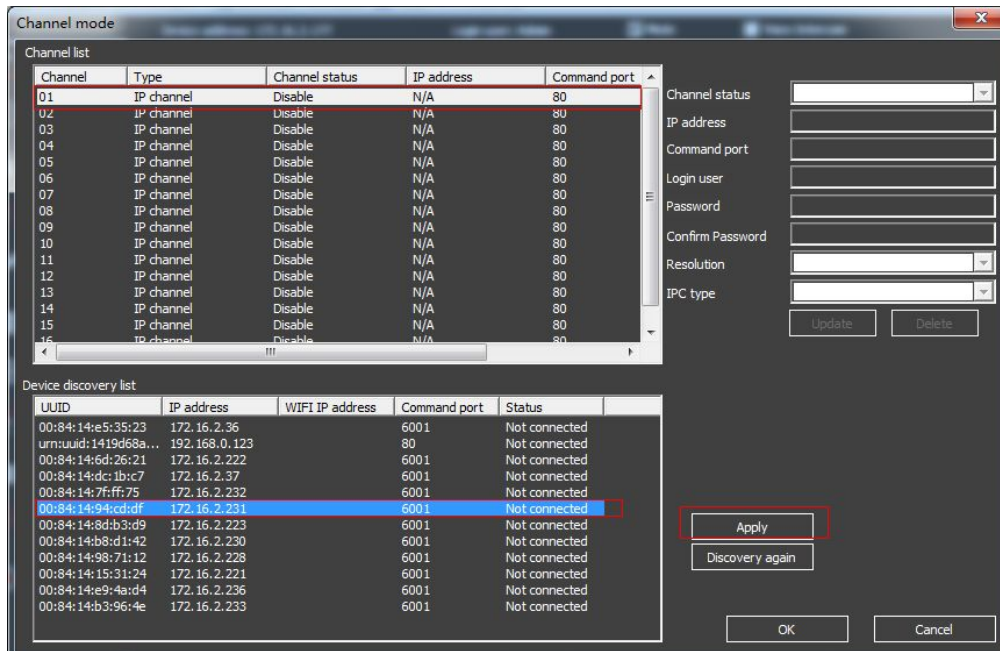 Channel mode
Channel list
Channel Type Channel status IP address Command port
01 IP channel Disable N/A 80
02 IP channel Disable N/A 80
03 IP channel Disable N/A 80
04 IP channel Disable N/A 80
05 IP channel Disable N/A 80
06 IP channel Disable N/A 80
07 IP channel Disable N/A 80
08 IP channel Disable N/A 80
09 IP channel Disable N/A 80
10 IP channel Disable N/A 80
11 IP channel Disable N/A 80
12 IP channel Disable N/A 80
13 IP channel Disable N/A 80
14 IP channel Disable N/A 80
15 IP channel Disable N/A 80
16 IP channel Disable N/A 80
Channel status
IP address
Command port
Login user
Password
Confirm Password
Resolution
IPC type
Update Delete
Device discovery list
UUID IP address WIFI IP address Command port Status
00:84:14:e5:35:23 172.16.2.36 6001 Not connected
urn:uuid:1419d68a... 192.168.0.123 80 Not connected
00:84:14:6d:26:21 172.16.2.222 6001 Not connected
00:84:14:dc:1b:c7 172.16.2.37 6001 Not connected
00:84:14:7f:ff:75 172.16.2.232 6001 Not connected
00:84:14:94:cd:df 172.16.2.231 6001 Not connected
00:84:14:8d:b3:d9 172.16.2.223 6001 Not connected
00:84:14:b8:d1:42 172.16.2.230 6001 Not connected
00:84:14:98:71:12 172.16.2.228 6001 Not connected
00:84:14:15:31:24 172.16.2.221 6001 Not connected
00:84:14:e9:4a:d4 172.16.2.236 6001 Not connected
00:84:14:b3:96:4e 172.16.2.233 6001 Not connected
Apply
Discovery again
OK Cancel